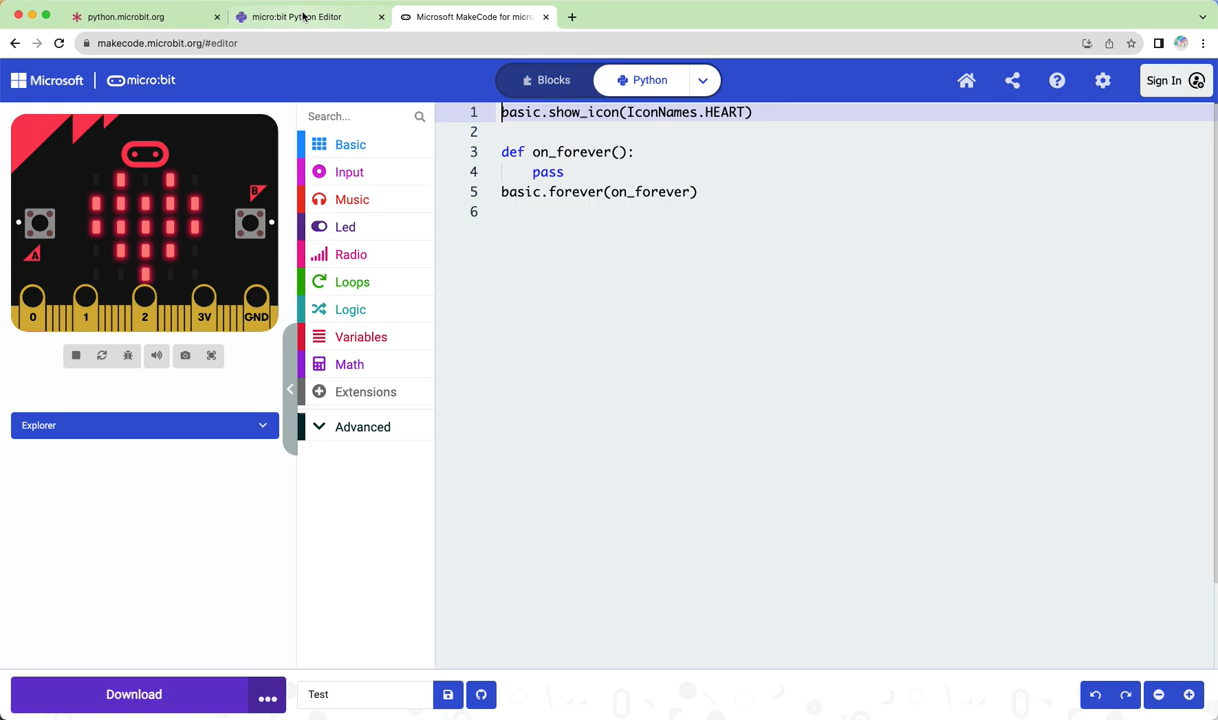 python.microbit.org
micro:bit Python Editor
Microsoft MakeCode for micro
makecode.microbit.org/#editor
Microsoft
micro:bit
Blocks
Python
Sign In
A
B
0
1
2
3V
GND
Explorer
Search...
Basic
Input
Music
Led
Radio
Loops
Logic
Variables
Math
Extensions
Advanced
1 basic.show_icon(IconNames.HEART)
2
3 def on_forever():
4 pass
5 basic.forever(on_forever)
6
Download
Test